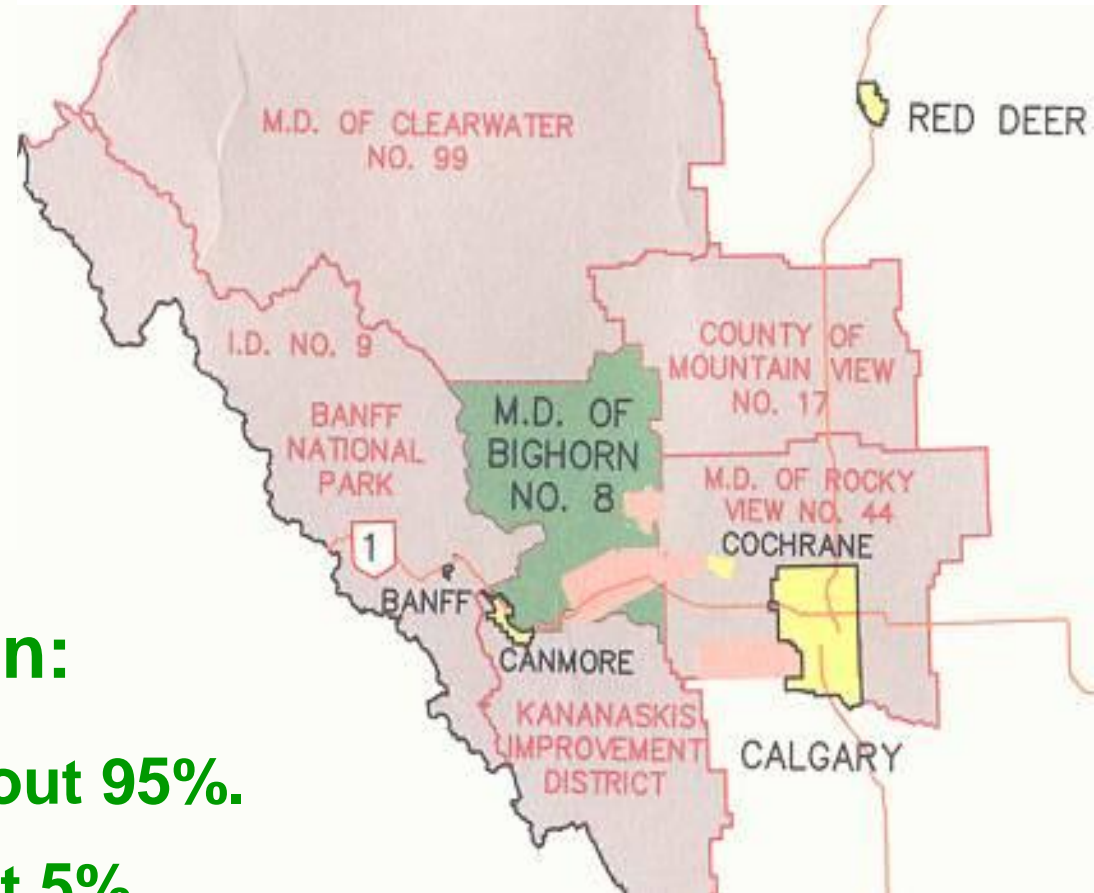 RED DEER
M.D. OF CLEARWATER
NO. 99
I.D. NO. 9
COUNTY OF
MOUNTAIN VIEW
NO. 17
BANFF
NATIONAL
PARK
M.D. OF
BIGHORN
NO. 8
M.D. OF ROCKY
VIEW NO. 44
1
COCHRANE
BANFF
CANMORE
KANANASKIS
IMPROVEMENT
DISTRICT
CALGARY
n:
out 95%.
t 5%